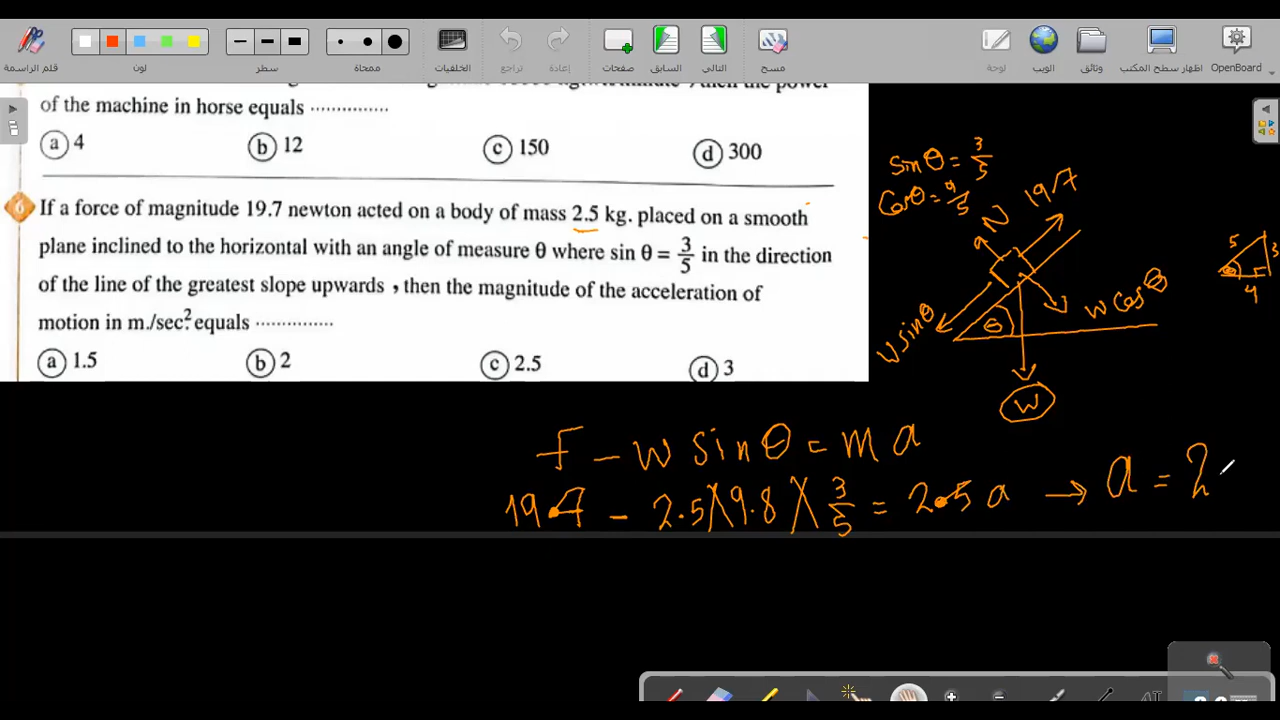 قلم الراسمة
لون
سطر
ممحاة
الخلفيات
تراجع
إعادة
صفحات
السابق
التالي
مسح
لوحة
الويب
وثائق
اظهار سطح المكتب
OpenBoard
of the machine in horse equals ...............
a 4
b 12
c 150
d 300
6 If a force of magnitude 19.7 newton acted on a body of mass 2.5 kg. placed on a smooth
plane inclined to the horizontal with an angle of measure θ where sin θ = 3/5 in the direction
of the line of the greatest slope upwards , then the magnitude of the acceleration of
motion in m./sec.² equals ...............
a 1.5
b 2
c 2.5
d 3
sin θ = 3/5
cos θ = 4/5
N
19.7
w sin θ
θ
w cos θ
W
5
3
θ
4
F - w sin θ = m a
19.7 - 2.5 × 9.8 × 3/5 = 2.5 a → a = 2